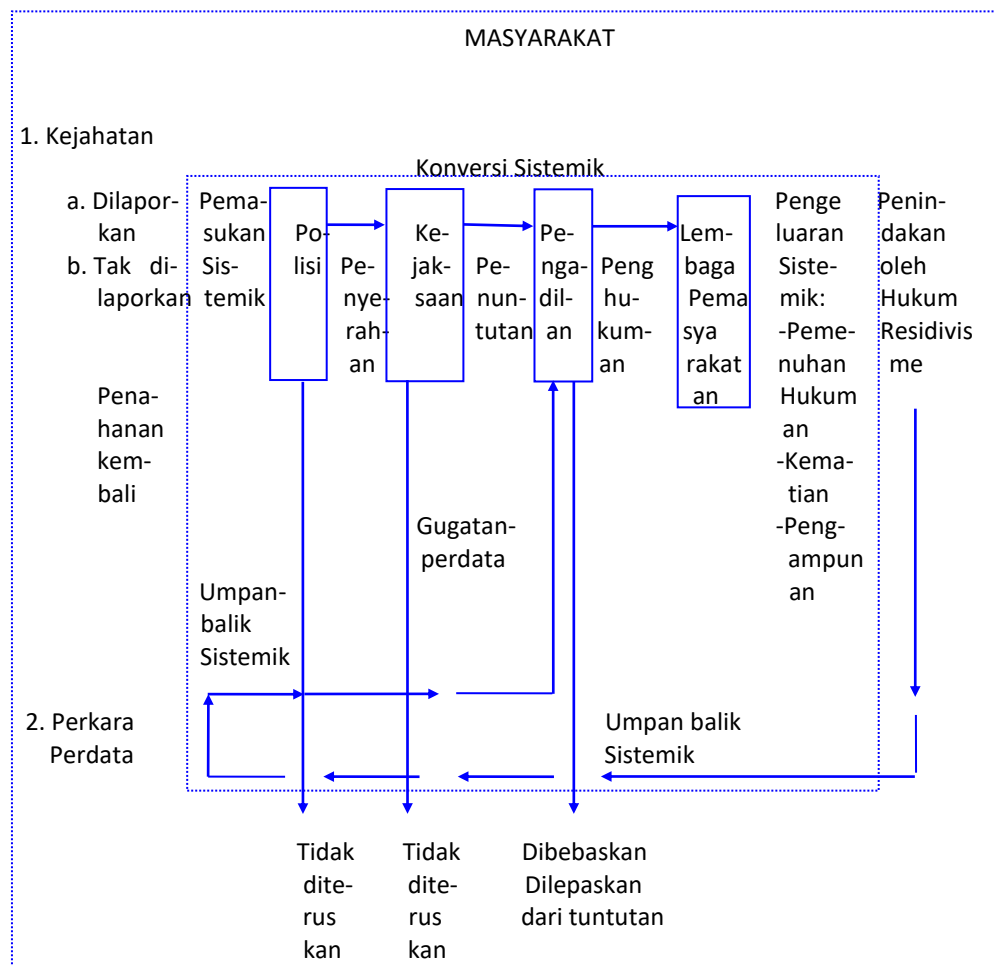 MASYARAKAT
1. Kejahatan
Konversi Sistemik
a. Dilapor-
kan
b. Tak di-
laporkan
Pema-
sukan
Sis-
temik
Po-
lisi
Pe-
nye-
rah-
an
Ke-
jak-
saan
Pe-
nun-
tutan
Pe-
nga-
dil-
an
Peng
hu-
kum-
an
Lem-
baga
Pema
sya
rakat
an
Penge
luaran
Siste-
mik:
-Peme-
nuhan
Hukum
an
-Kema-
tian
-Peng-
ampun
an
Penin-
dakan
oleh
Hukum
Residivis
me
Pena-
hanan
kem-
bali
Gugatan-
perdata
Umpan-
balik
Sistemik
2. Perkara
Perdata
Umpan balik
Sistemik
Tidak
dite-
rus
kan
Tidak
dite-
rus
kan
Dibebaskan
Dilepaskan
dari tuntutan